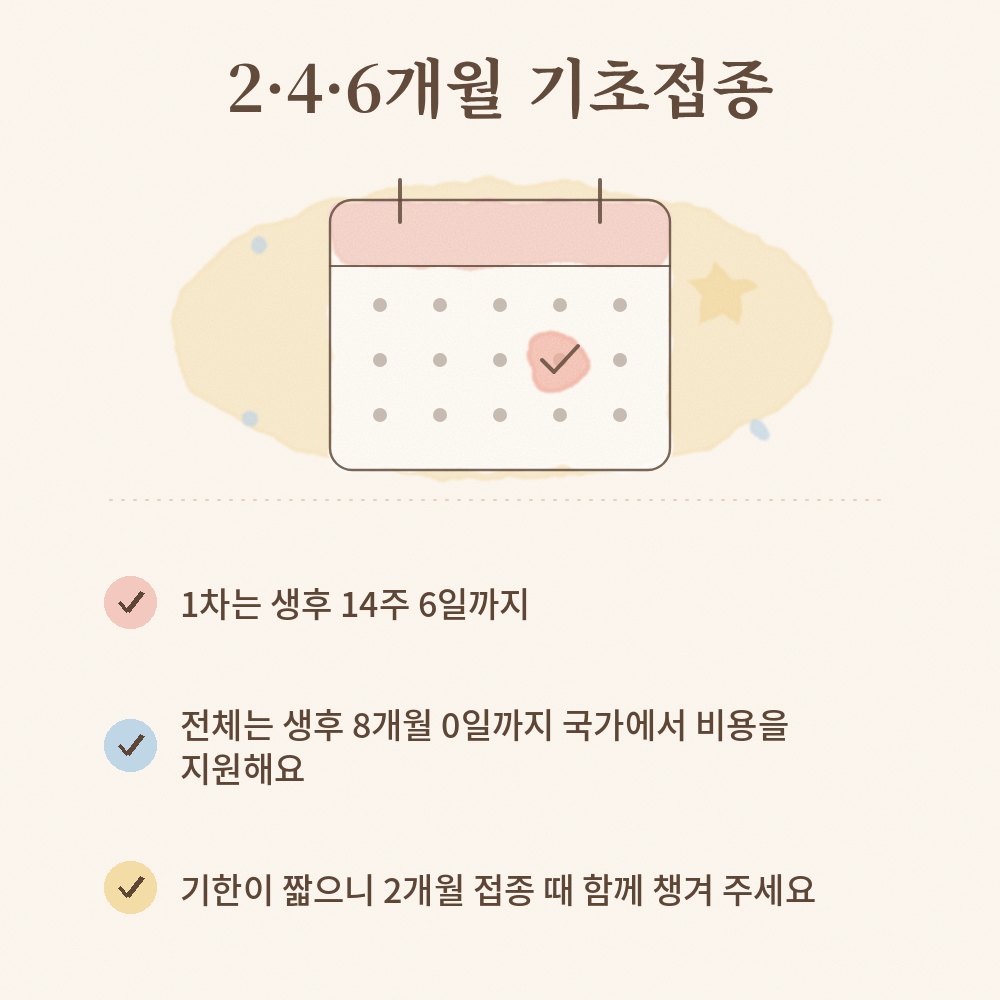 2·4·6개월 기초접종
1차는 생후 14주 6일까지
전체는 생후 8개월 0일까지 국가에서 비용을
지원해요
기한이 짧으니 2개월 접종 때 함께 챙겨 주세요